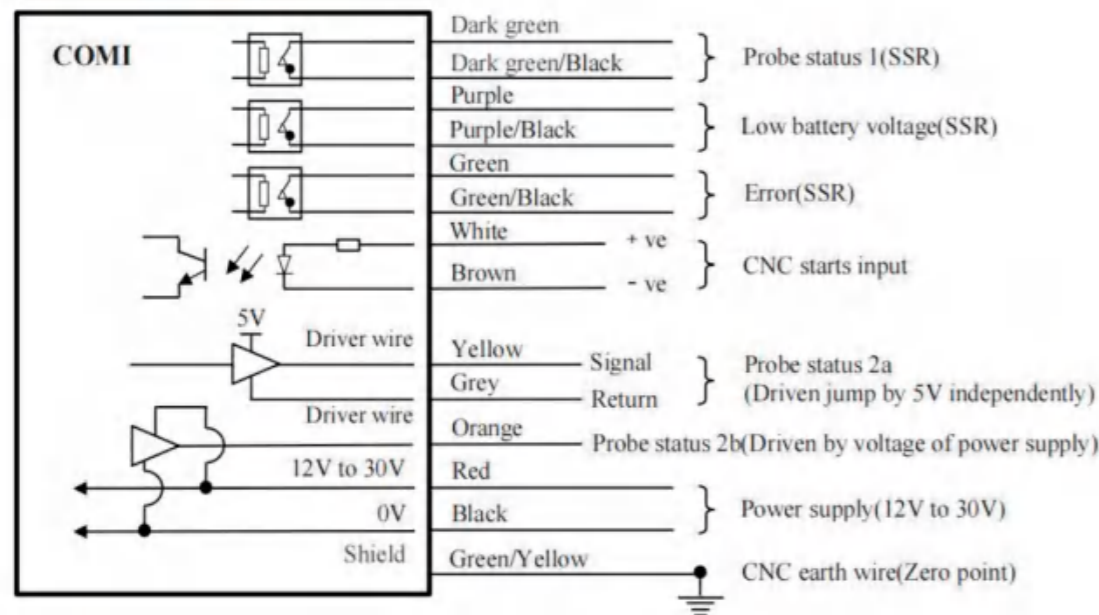 COMI
Dark green
Dark green/Black
Probe status 1(SSR)
Purple
Purple/Black
Low battery voltage(SSR)
Green
Green/Black
Error(SSR)
White
+ ve
Brown
- ve
CNC starts input
5V
Driver wire
Yellow
Signal
Grey
Return
Probe status 2a
(Driven jump by 5V independently)
Driver wire
Orange
Probe status 2b(Driven by voltage of power supply)
12V to 30V
Red
0V
Black
Power supply(12V to 30V)
Shield
Green/Yellow
CNC earth wire(Zero point)